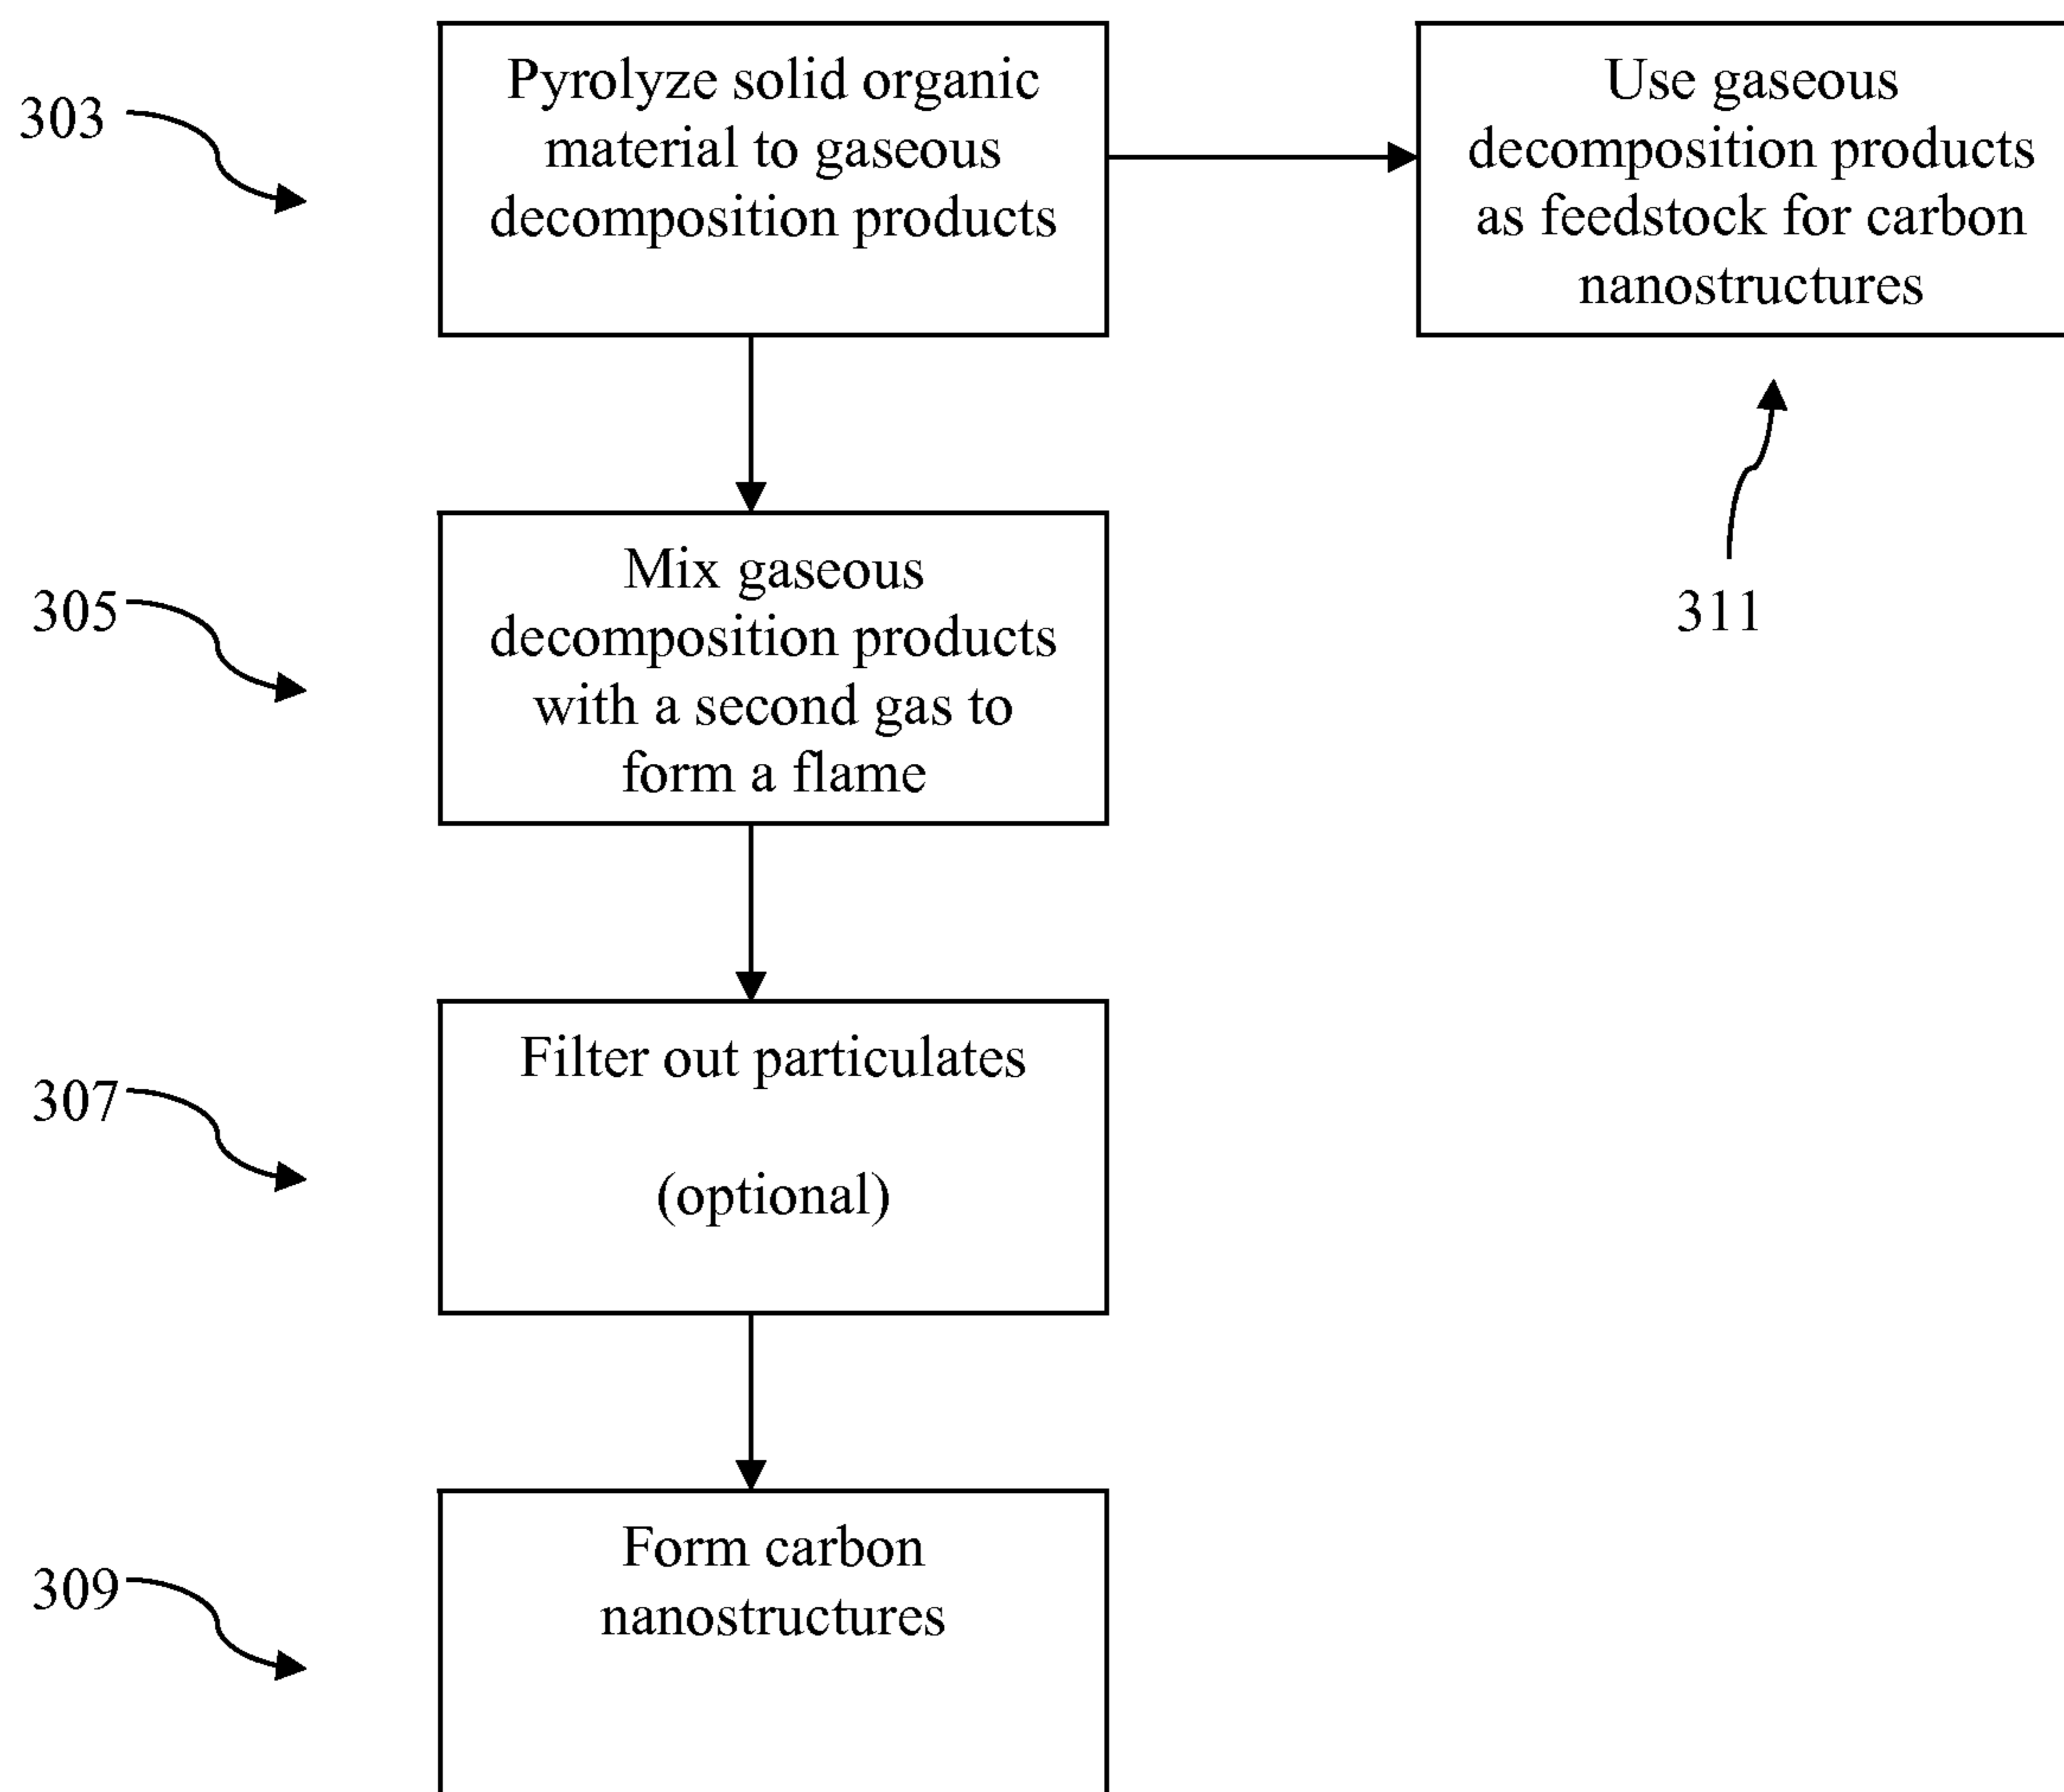 303
Pyrolyze solid organic
material to gaseous
decomposition products
Use gaseous
decomposition products
as feedstock for carbon
nanostructures
311
305
Mix gaseous
decomposition products
with a second gas to
form a flame
307
Filter out particulates
(optional)
309
Form carbon
nanostructures